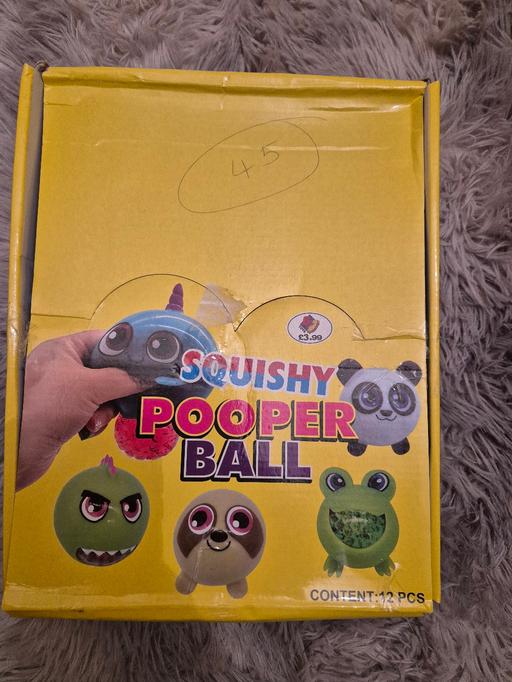 45
£3.99
SQUISHY
POOPER
BALL
CONTENT:12 PCS